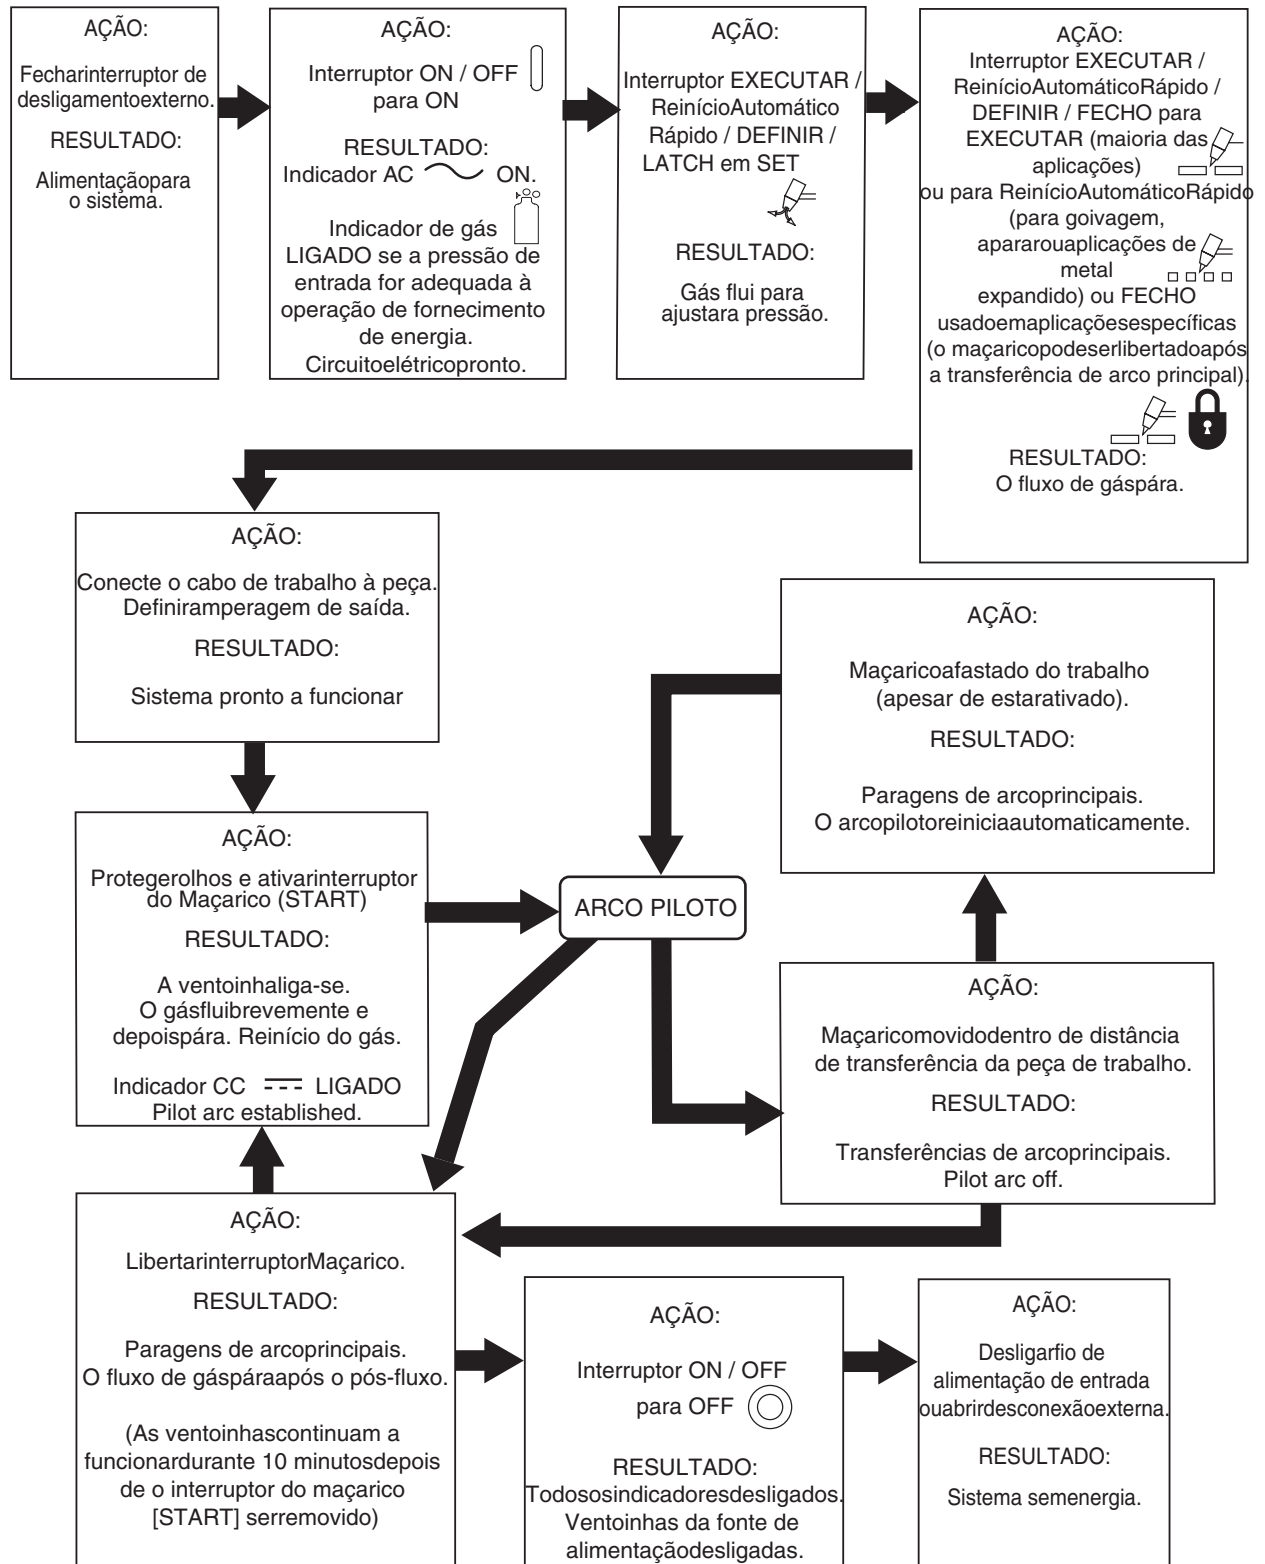 AÇÃO:
Fecharinterruptor de
desligamentoexterno.
RESULTADO:
Alimentaçãopara
o sistema.
AÇÃO:
Interruptor ON / OFF
para ON
RESULTADO:
Indicador AC ON.
Indicador de gás
LIGADO se a pressão de
entrada for adequada à
operação de fornecimento
de energia.
Circuitoelétricopronto.
AÇÃO:
Interruptor EXECUTAR /
ReinícioAutomático
Rápido / DEFINIR /
LATCH em SET
RESULTADO:
Gás flui para
ajustara pressão.
AÇÃO:
Interruptor EXECUTAR /
ReinícioAutomáticoRápido /
DEFINIR / FECHO para
EXECUTAR (maioria das
aplicações)
ou para ReinícioAutomáticoRápido
(para goivagem,
apararouaplicações de
metal
expandido) ou FECHO
usadoemaplicaçõesespecíficas
(o maçaricopodeserlibertadoapós
a transferência de arco principal).
RESULTADO:
O fluxo de gáspára.
AÇÃO:
Conecte o cabo de trabalho à peça.
Definiramperagem de saída.
RESULTADO:
Sistema pronto a funcionar
AÇÃO:
Maçaricoafastado do trabalho
(apesar de estarativado).
RESULTADO:
Paragens de arcoprincipais.
O arcopilotoreiniciaautomaticamente.
AÇÃO:
Protegerolhos e ativarinterruptor
do Maçarico (START)
RESULTADO:
A ventoinhaliga-se.
O gásfluibrevemente e
depoispára. Reinício do gás.
Indicador CC LIGADO
Pilot arc established.
ARCO PILOTO
AÇÃO:
Maçaricomovidodentro de distância
de transferência da peça de trabalho.
RESULTADO:
Transferências de arcoprincipais.
Pilot arc off.
AÇÃO:
LibertarinterruptorMaçarico.
RESULTADO:
Paragens de arcoprincipais.
O fluxo de gáspáraapós o pós-fluxo.
(As ventoinhascontinuam a
funcionardurante 10 minutosdepois
de o interruptor do maçarico
[START] serremovido)
AÇÃO:
Interruptor ON / OFF
para OFF
RESULTADO:
Todososindicadoresdesligados.
Ventoinhas da fonte de
alimentaçãodesligadas.
AÇÃO:
Desligarfio de
alimentação de entrada
ouabrirdesconexãoexterna.
RESULTADO:
Sistema semenergia.